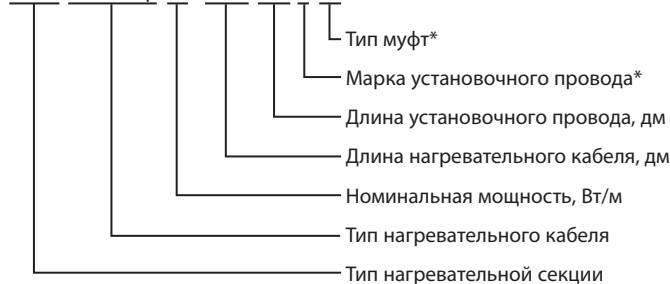 Тип муфт*
Марка установочного провода*
Длина установочного провода, дм
Длина нагревательного кабеля, дм
Номинальная мощность, Вт/м
Тип нагревательного кабеля
Тип нагревательной секции